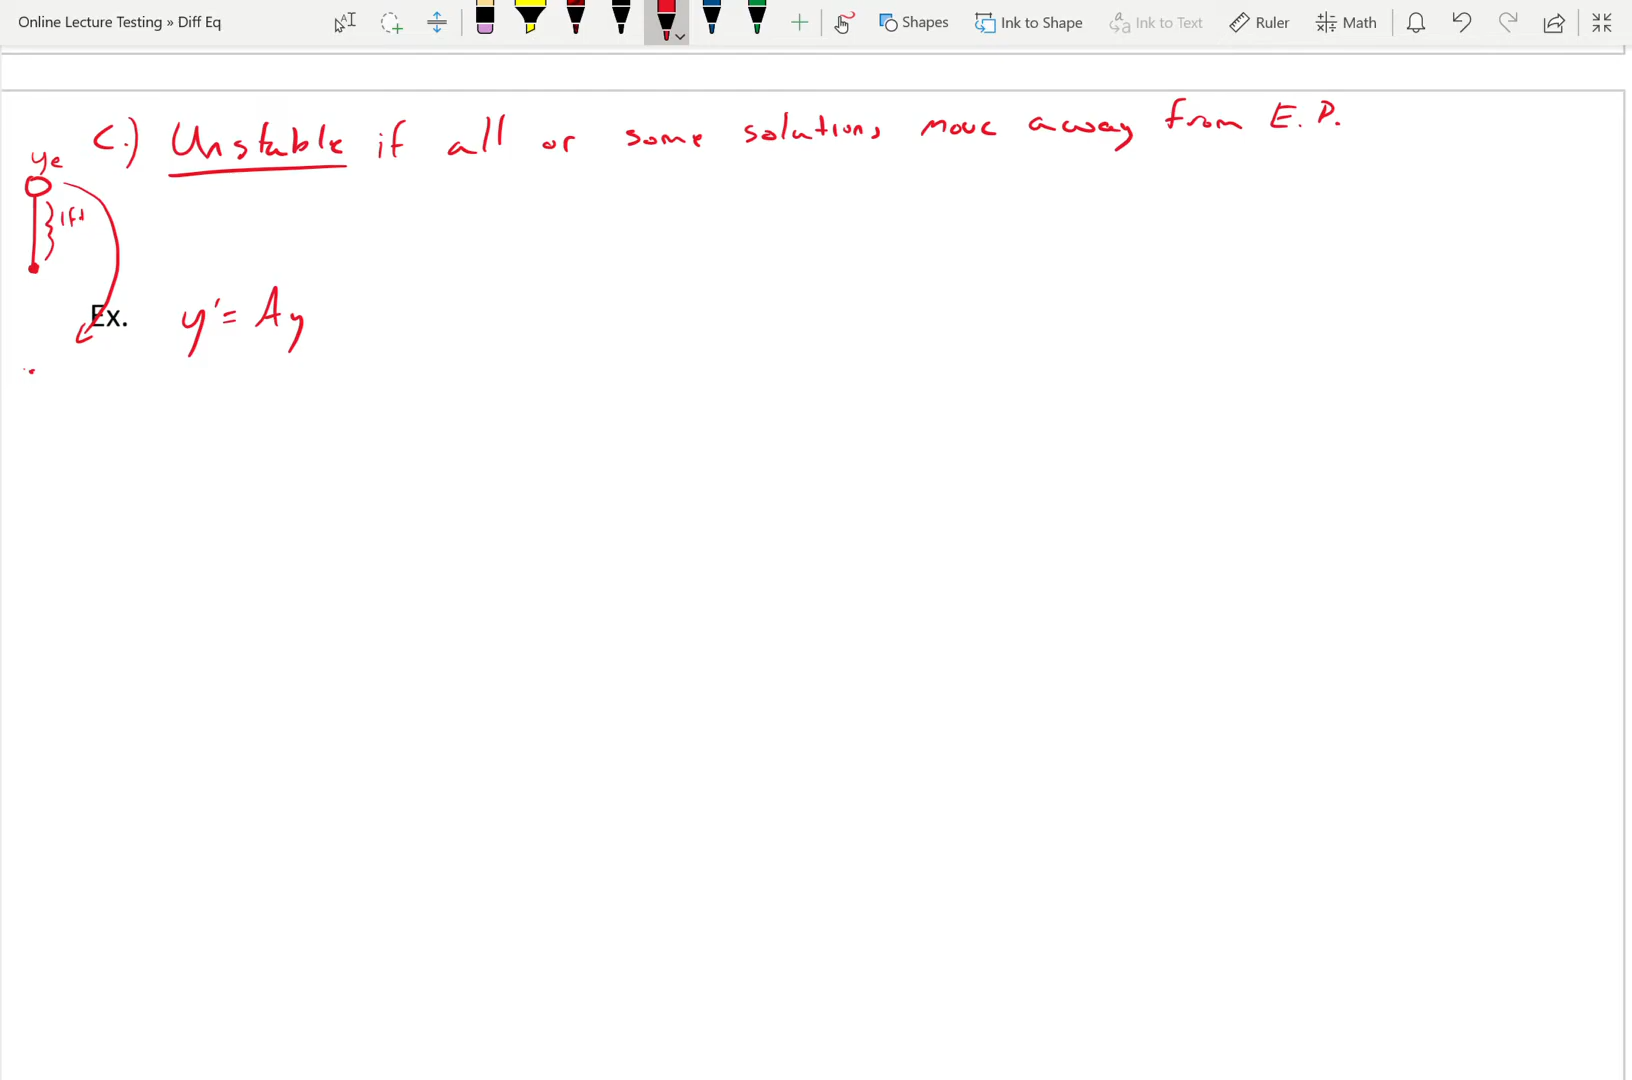 Online Lecture Testing » Diff Eq
Shapes
Ink to Shape
Ink to Text
Ruler
Math
C.) Unstable if all or some solutions move away from E.P.
ye
1ft
Ex. y' = Ay